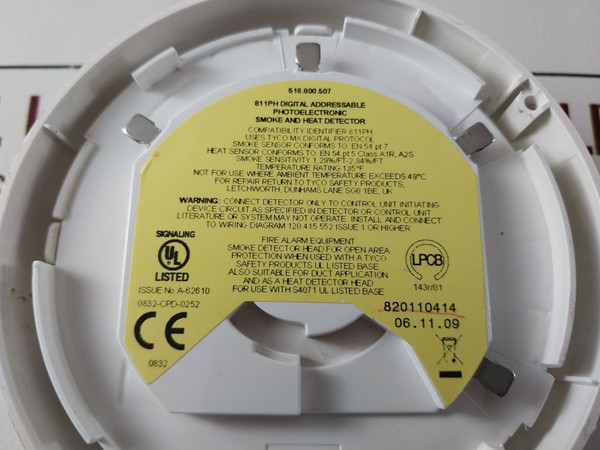 516.800.507
811PH DIGITAL ADDRESSABLE
PHOTOELECTRONIC
SMOKE AND HEAT DETECTOR
COMPATIBILITY IDENTIFIER 811PH
USES TYCO MX DIGITAL PROTOCOL
SMOKE SENSOR CONFORMS TO: EN 54 pt 7
HEAT SENSOR CONFORMS TO: EN 54 pt 5 Class A1R, A2S
SMOKE SENSITIVITY 1,29%/FT-2,84%/FT
TEMPERATURE RATING 135°F
NOT FOR USE WHERE AMBIENT TEMPERATURE EXCEEDS 49°C
FOR REPAIR RETURN TO TYCO SAFETY PRODUCTS,
LETCHWORTH, DUNHAMS LANE SG6 1BE, UK
WARNING: CONNECT DETECTOR ONLY TO CONTROL UNIT INITIATING
DEVICE CIRCUIT AS SPECIFIED IN DETECTOR OR CONTROL UNIT
LITERATURE OR SYSTEM MAY NOT OPERATE. INSTALL AND CONNECT
TO WIRING DIAGRAM 120 415 552 ISSUE 1 OR HIGHER
SIGNALING
UL
LISTED
ISSUE No A-62610
FIRE ALARM EQUIPMENT
SMOKE DETECTOR HEAD FOR OPEN AREA
PROTECTION WHEN USED WITH A TYCO
SAFETY PRODUCTS UL LISTED BASE
ALSO SUITABLE FOR DUCT APPLICATION
AND AS A HEAT DETECTOR HEAD
FOR USE WITH S4071 UL LISTED BASE
LPCB
143r/81
0832-CPD-0252
CE
0832
820110414
06.11.09